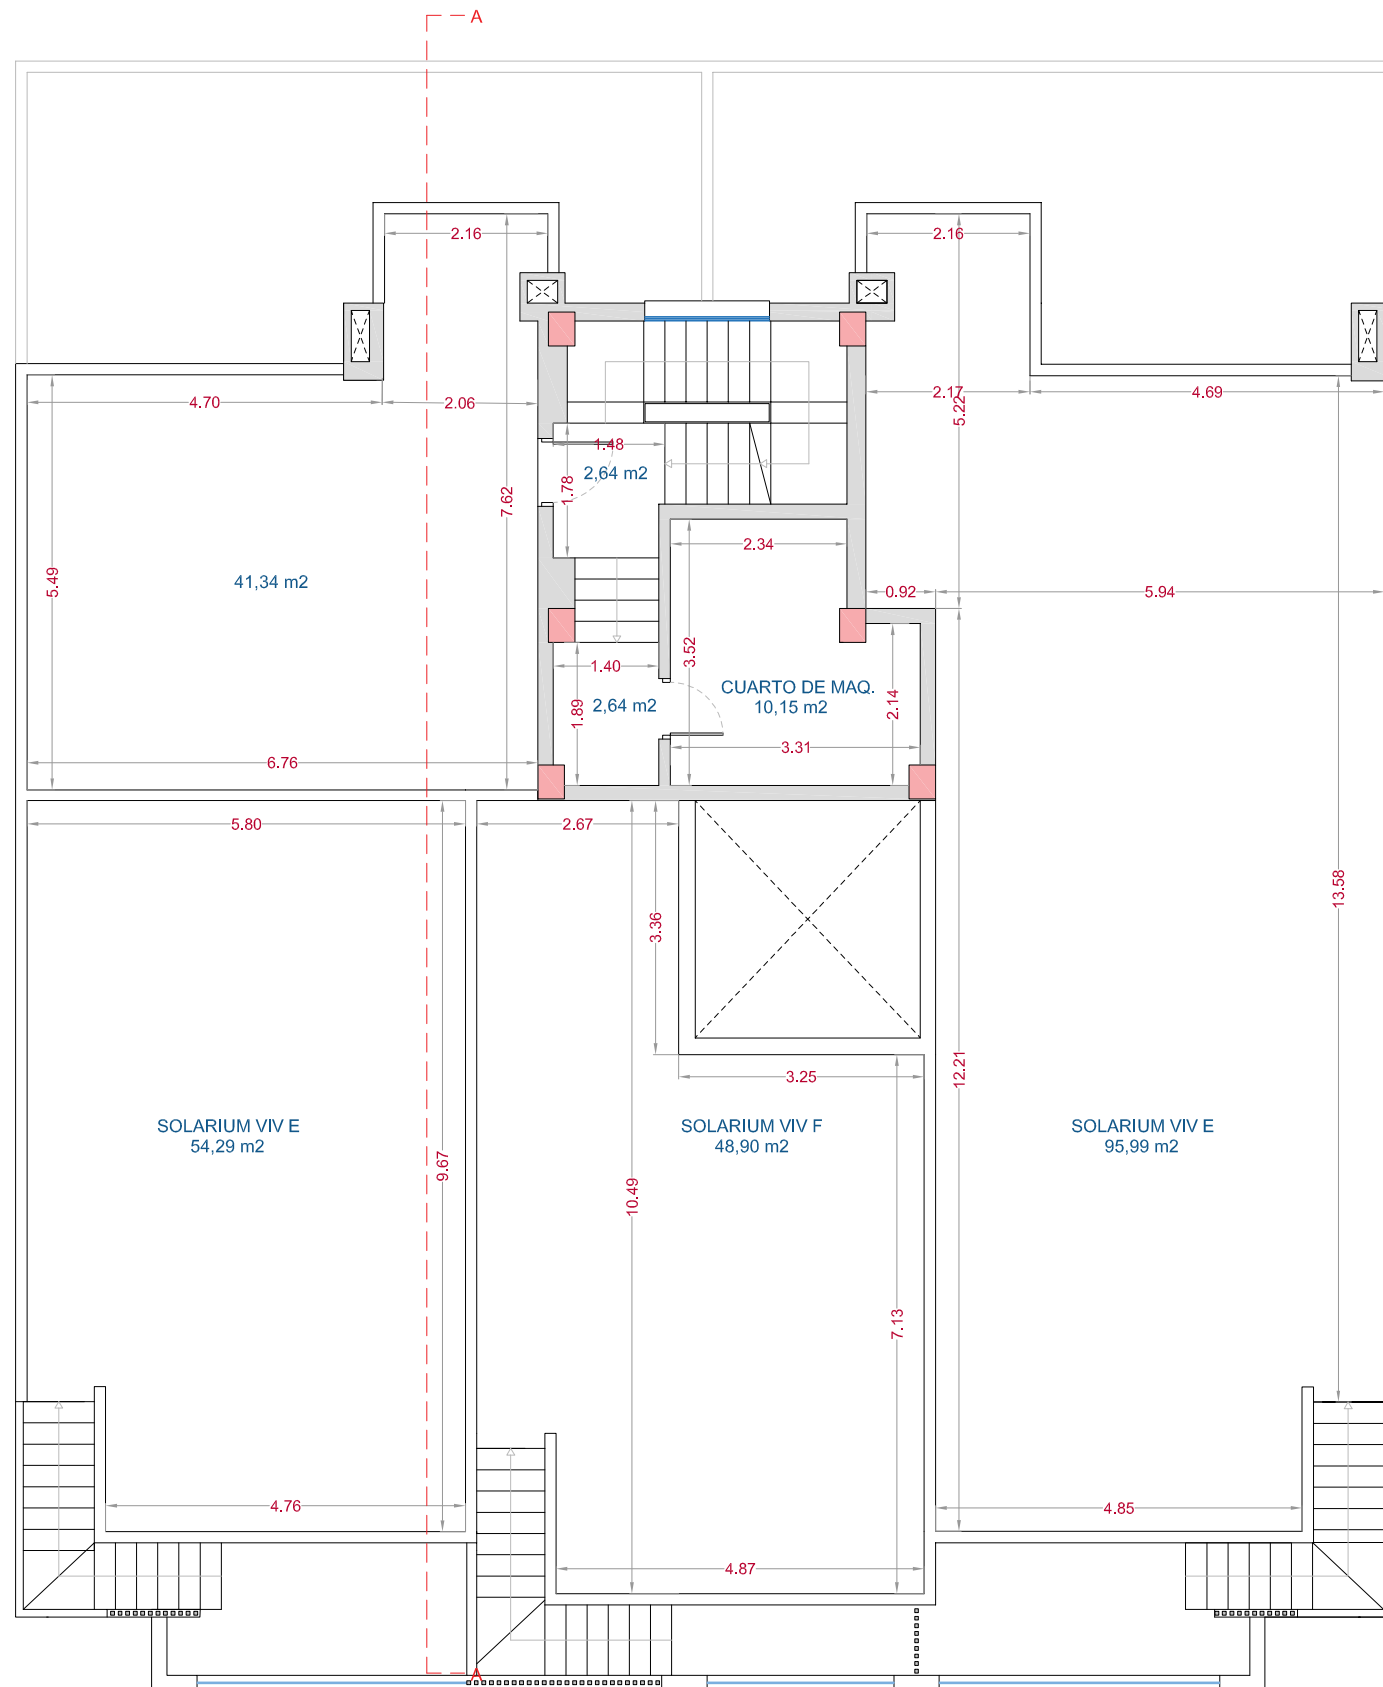 A
2.16
2.16
4.70
2.06
2.17
5.22
4.69
1.48
2,64 m2
1.78
7.62
2.34
5.49
41,34 m2
0.92
5.94
3.52
1.40
CUARTO DE MAQ.
10,15 m2
2,64 m2
1.89
2.14
3.31
6.76
5.80
2.67
13.58
3.36
12.21
3.25
SOLARIUM VIV E
54,29 m2
SOLARIUM VIV F
48,90 m2
SOLARIUM VIV E
95,99 m2
9.67
10.49
7.13
4.76
4.85
4.87
A